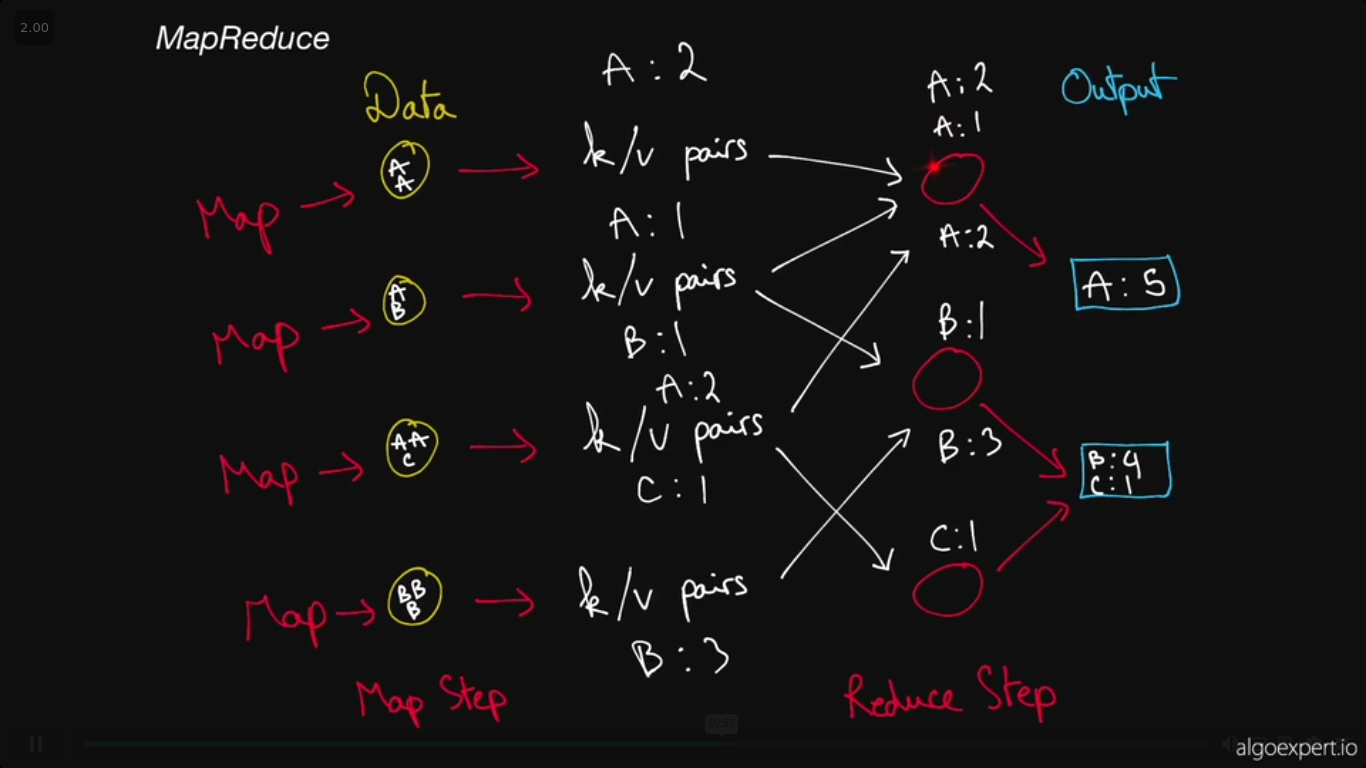 2.00
MapReduce
Data
Output
Map
A
A
A : 2
k/v pairs
A : 2
A : 1
A : 2
A : 5
Map
A
B
A : 1
k/v pairs
B : 1
B : 1
B : 3
B : 4
C : 1
Map
A A
C
A : 2
k/v pairs
C : 1
C : 1
Map
B B
B
k/v pairs
B : 3
Map Step
Reduce Step
algoexpert.io